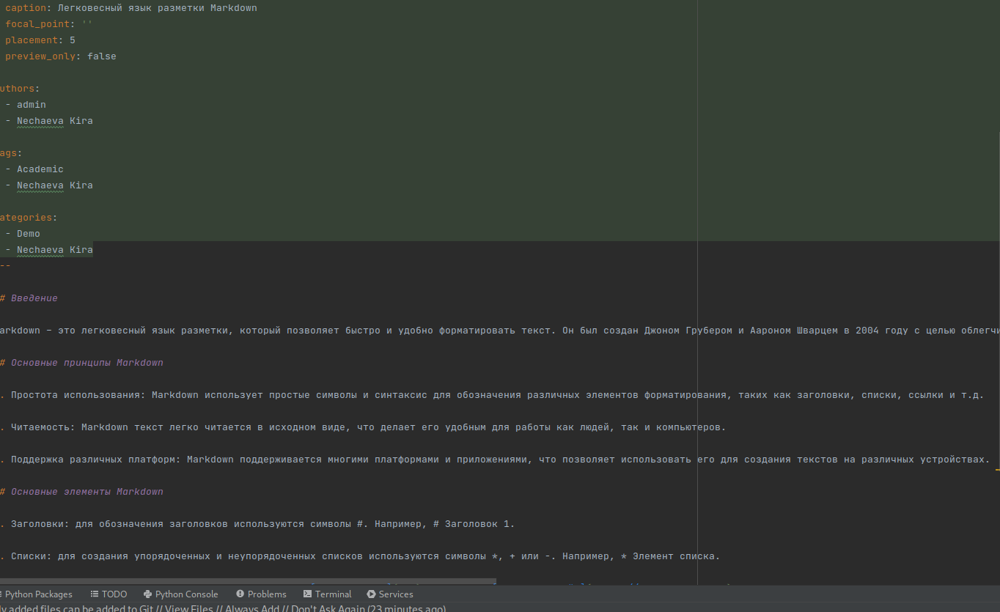 caption: Легковесный язык разметки Markdown
focal_point: ''
placement: 5
preview_only: false
uthors:
- admin
- Nechaeva Kira
ags:
- Academic
- Nechaeva Kira
ategories:
- Demo
- Nechaeva Kira
--
# Введение
arkdown – это легковесный язык разметки, который позволяет быстро и удобно форматировать текст. Он был создан Джоном Грубером и Аароном Шварцем в 2004 году с целью облегчи
# Основные принципы Markdown
. Простота использования: Markdown использует простые символы и синтаксис для обозначения различных элементов форматирования, таких как заголовки, списки, ссылки и т.д.
. Читаемость: Markdown текст легко читается в исходном виде, что делает его удобным для работы как людей, так и компьютеров.
. Поддержка различных платформ: Markdown поддерживается многими платформами и приложениями, что позволяет использовать его для создания текстов на различных устройствах.
# Основные элементы Markdown
. Заголовки: для обозначения заголовков используются символы #. Например, # Заголовок 1.
. Списки: для создания упорядоченных и неупорядоченных списков используются символы *, + или -. Например, * Элемент списка.
Python Packages TODO Python Console Problems Terminal Services
ly added files can be added to Git // View Files // Always Add // Don't Ask Again (23 minutes ago)